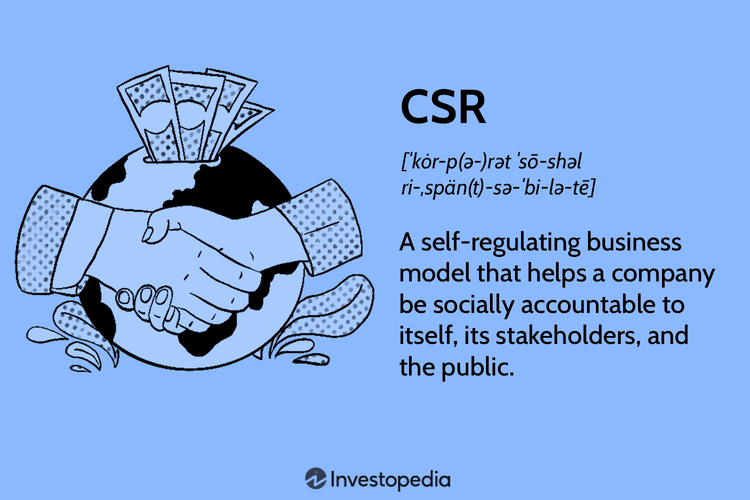 CSR
[ˈkȯr-p(ə-)rət ˈsō-shəl
ri-ˌspän(t)-sə-ˈbi-lə-tē]
A self-regulating business
model that helps a company
be socially accountable to
itself, its stakeholders, and
the public.
Investopedia